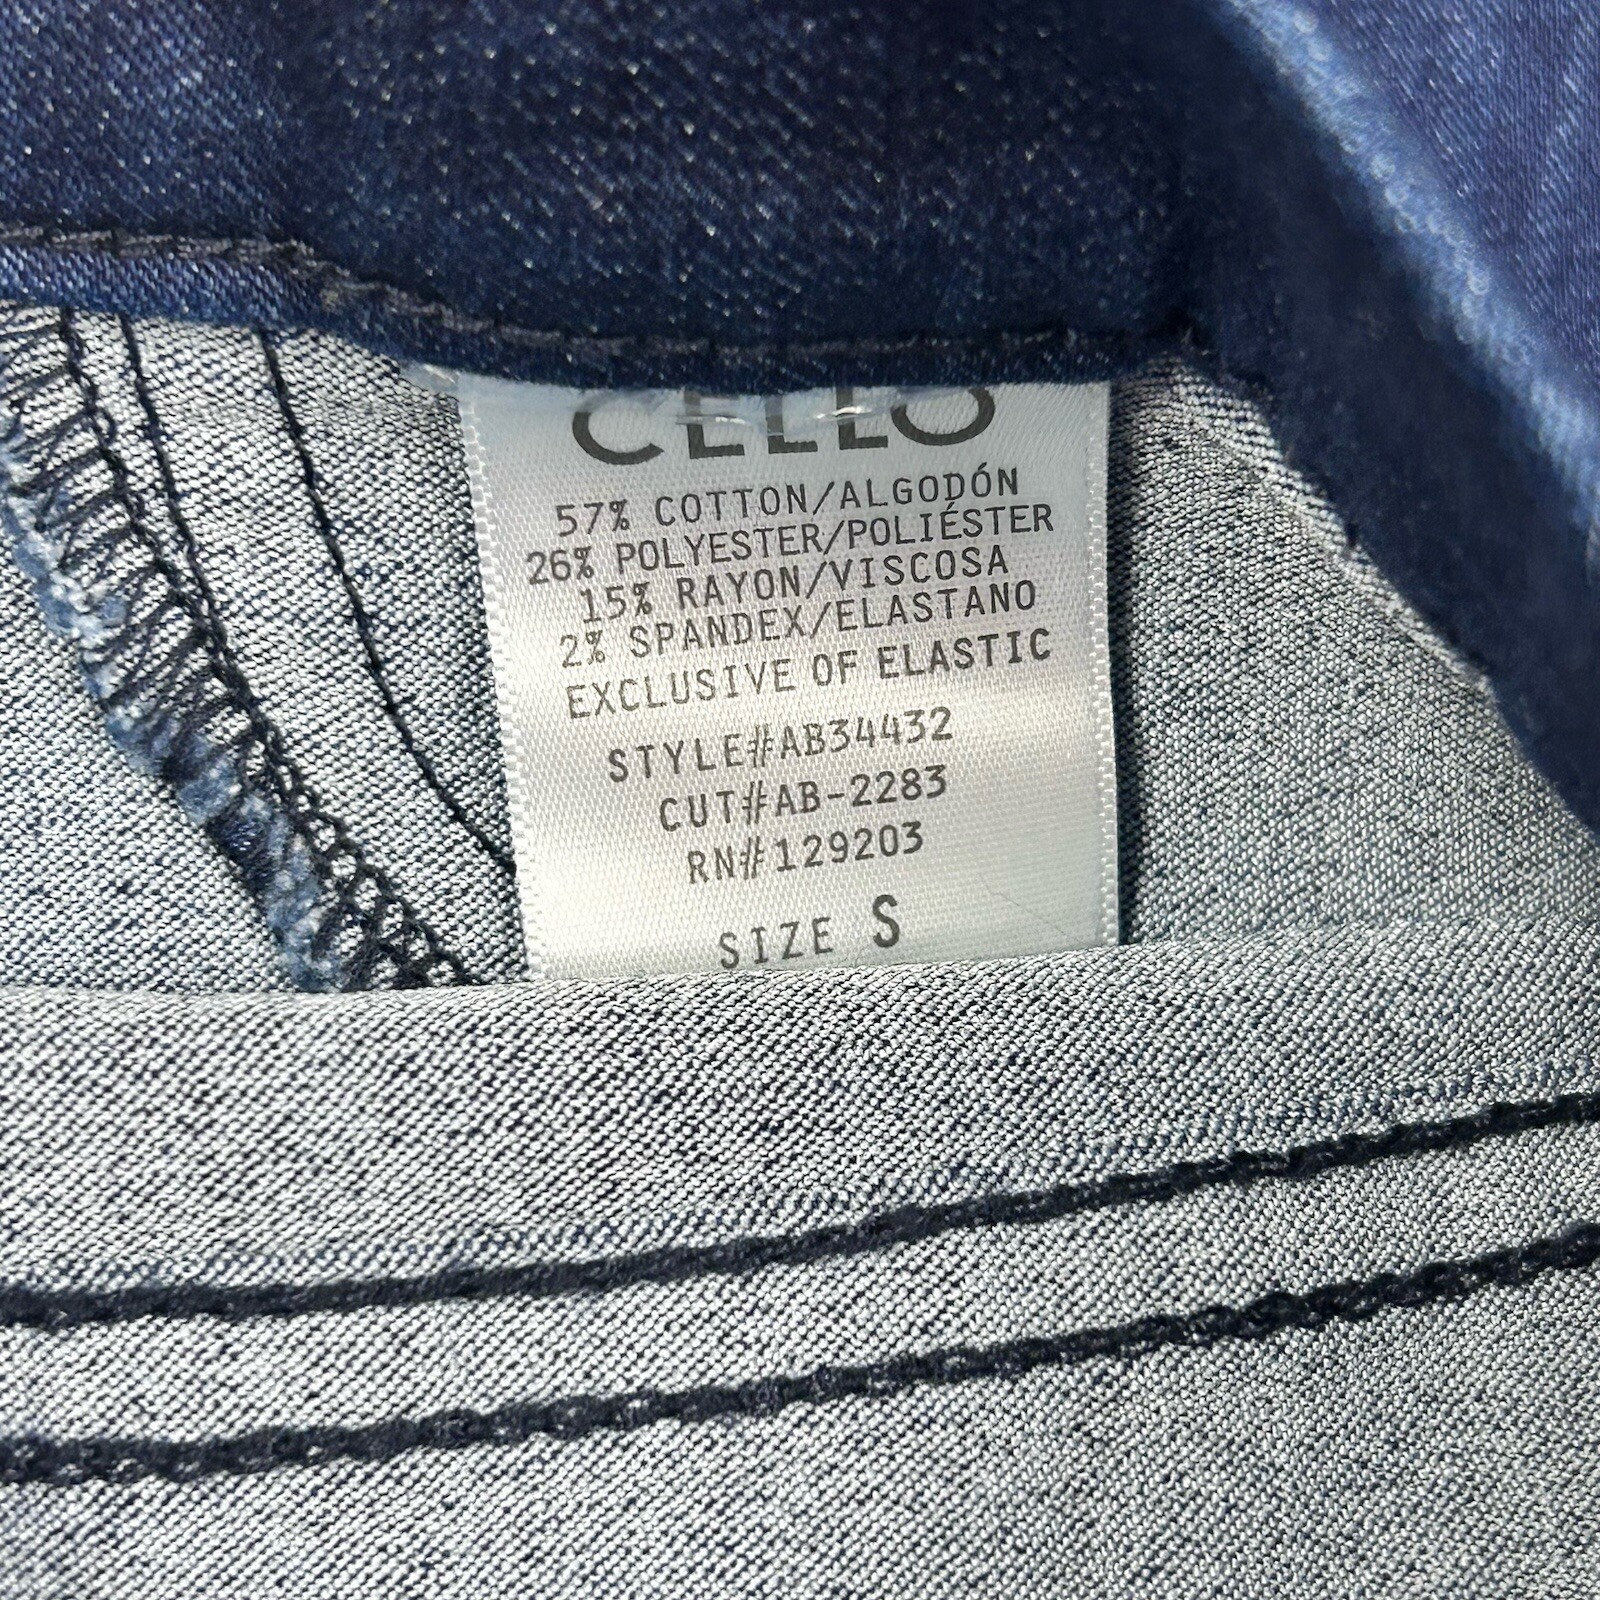 CELLO
57% COTTON/ALGODÓN
26% POLYESTER/POLIÉSTER
15% RAYON/VISCOSA
2% SPANDEX/ELASTANO
EXCLUSIVE OF ELASTIC
STYLE#AB34432
CUT#AB-2283
RN#129203
SIZE S